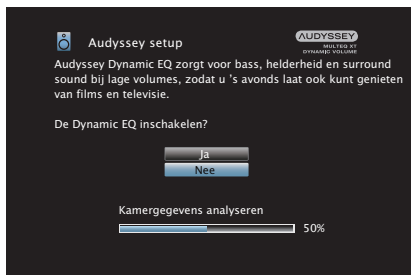 Audyssey setup
AUDYSSEY
MULTEQ XT
DYNAMIC VOLUME
Audyssey Dynamic EQ zorgt voor bass, helderheid en surround
sound bij lage volumes, zodat u 's avonds laat ook kunt genieten
van films en televisie.
De Dynamic EQ inschakelen?
Ja
Nee
Kamergegevens analyseren
50%